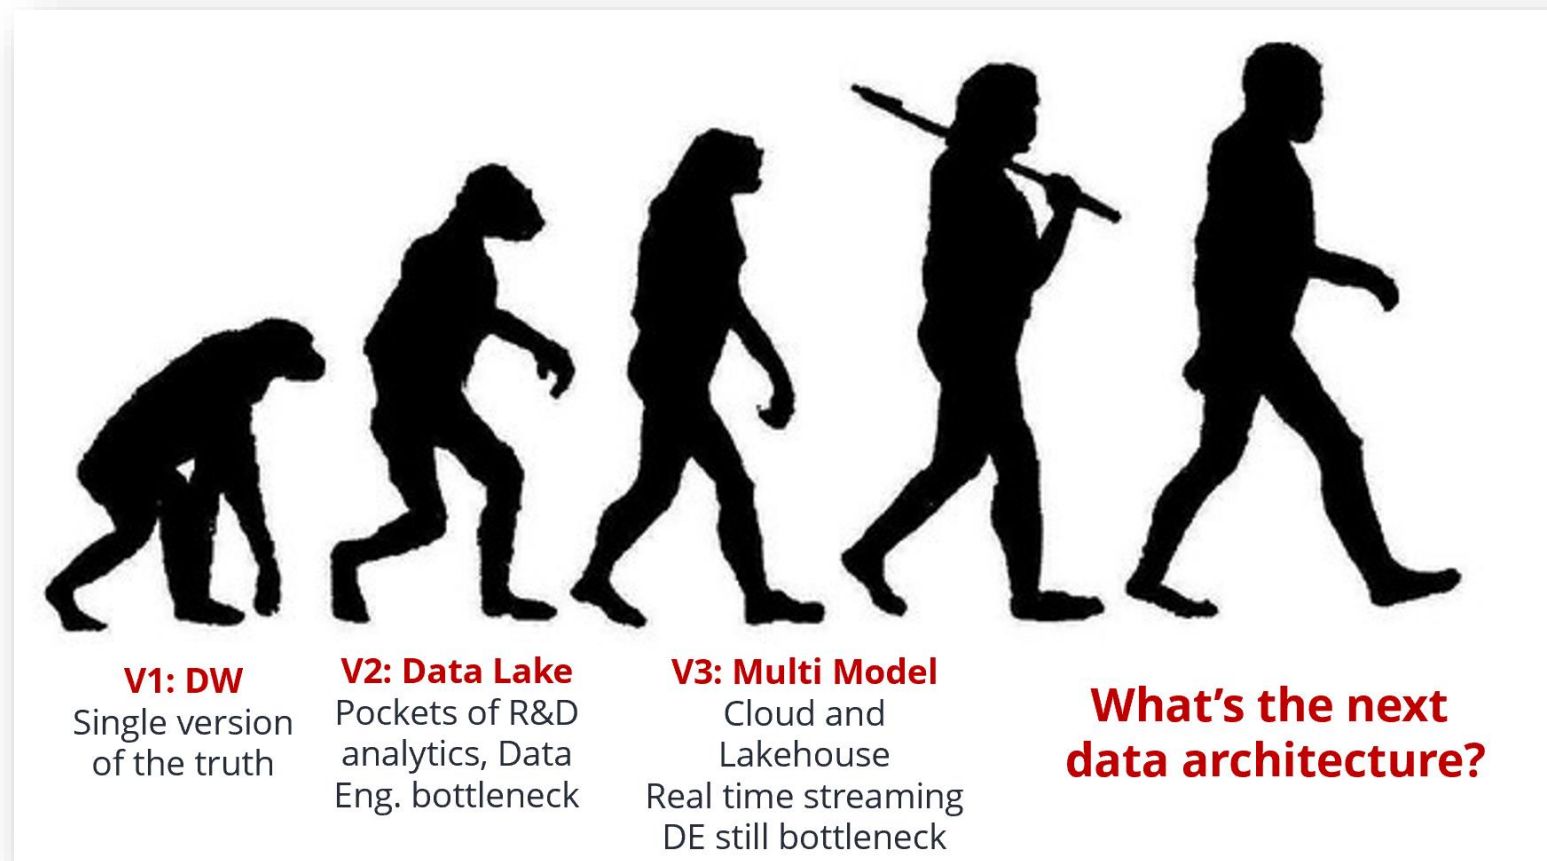 V1: DW
Single version
of the truth
V2: Data Lake
Pockets of R&D
analytics, Data
Eng. bottleneck
V3: Multi Model
Cloud and
Lakehouse
Real time streaming
DE still bottleneck
What’s the next
data architecture?